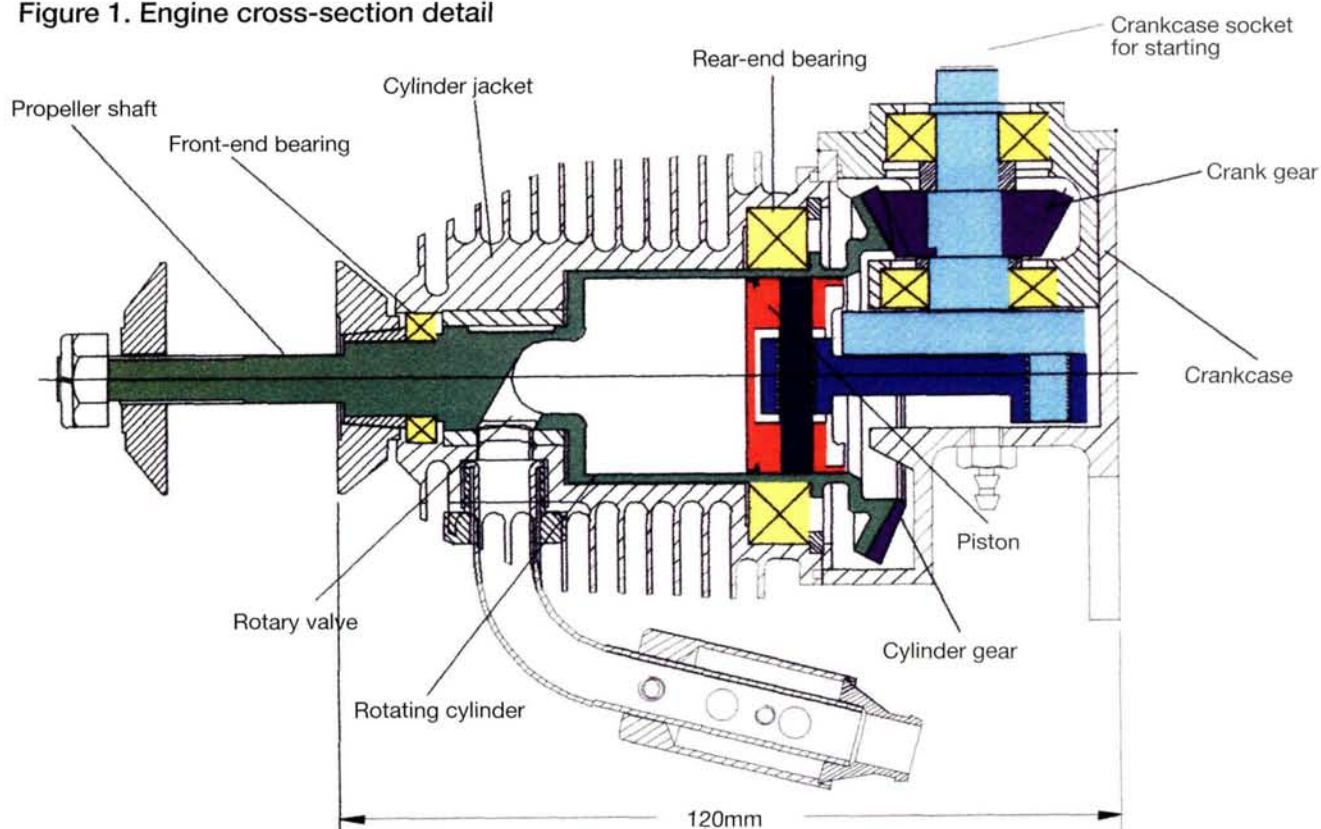 Figure 1. Engine cross-section detail
Crankcase socket
for starting
Rear-end bearing
Cylinder jacket
Propeller shaft
Front-end bearing
Crank gear
Crankcase
Piston
Rotary valve
Cylinder gear
Rotating cylinder
120mm